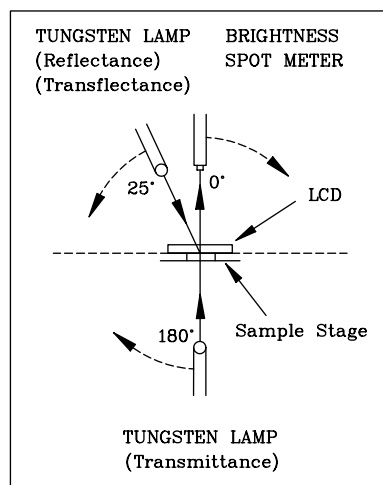 TUNGSTEN LAMP
(Reflectance)
(Transflectance)
BRIGHTNESS
SPOT METER
25°
0°
LCD
180°
Sample Stage
TUNGSTEN LAMP
(Transmittance)